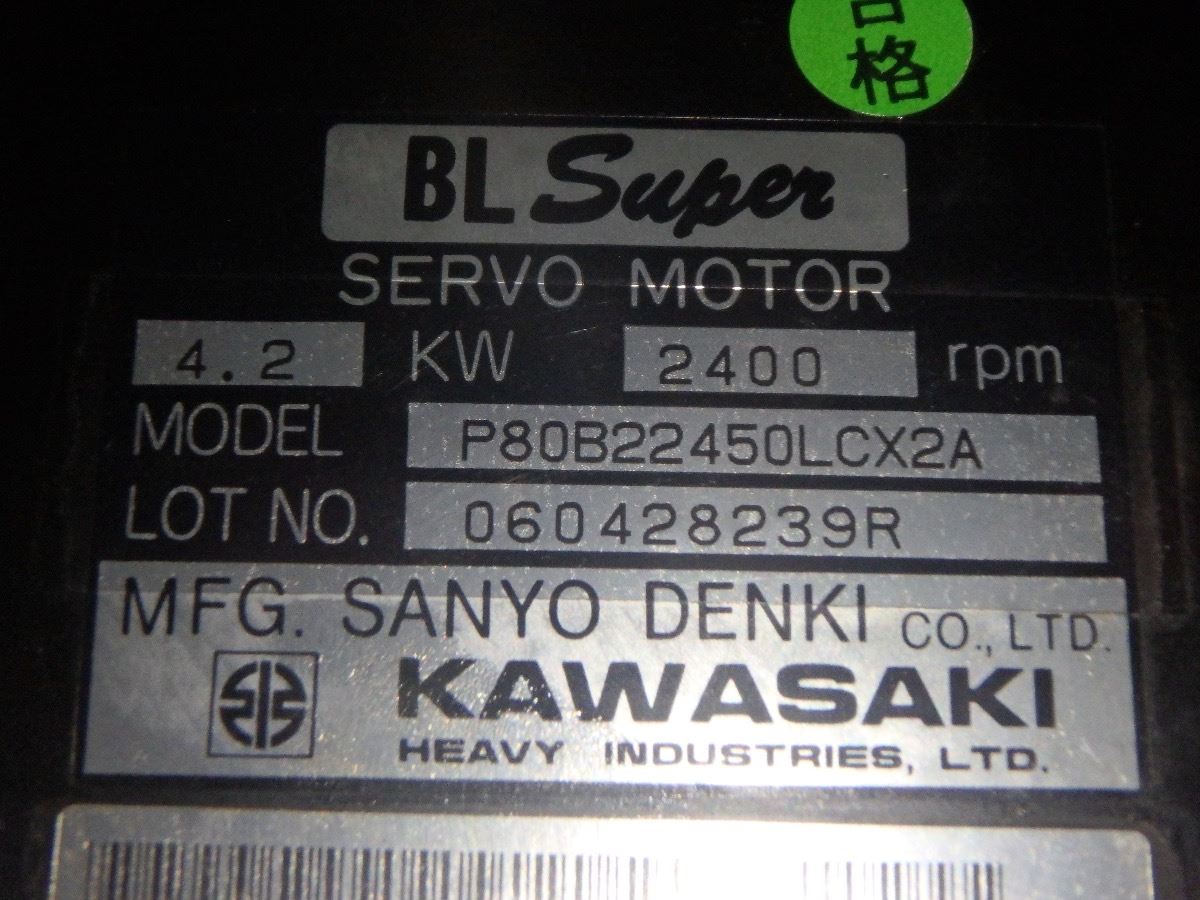 合格
BL Super
SERVO MOTOR
4.2 KW 2400 rpm
MODEL P80B22450LCX2A
LOT NO. 060428239R
MFG. SANYO DENKI CO., LTD.
KAWASAKI
HEAVY INDUSTRIES, LTD.